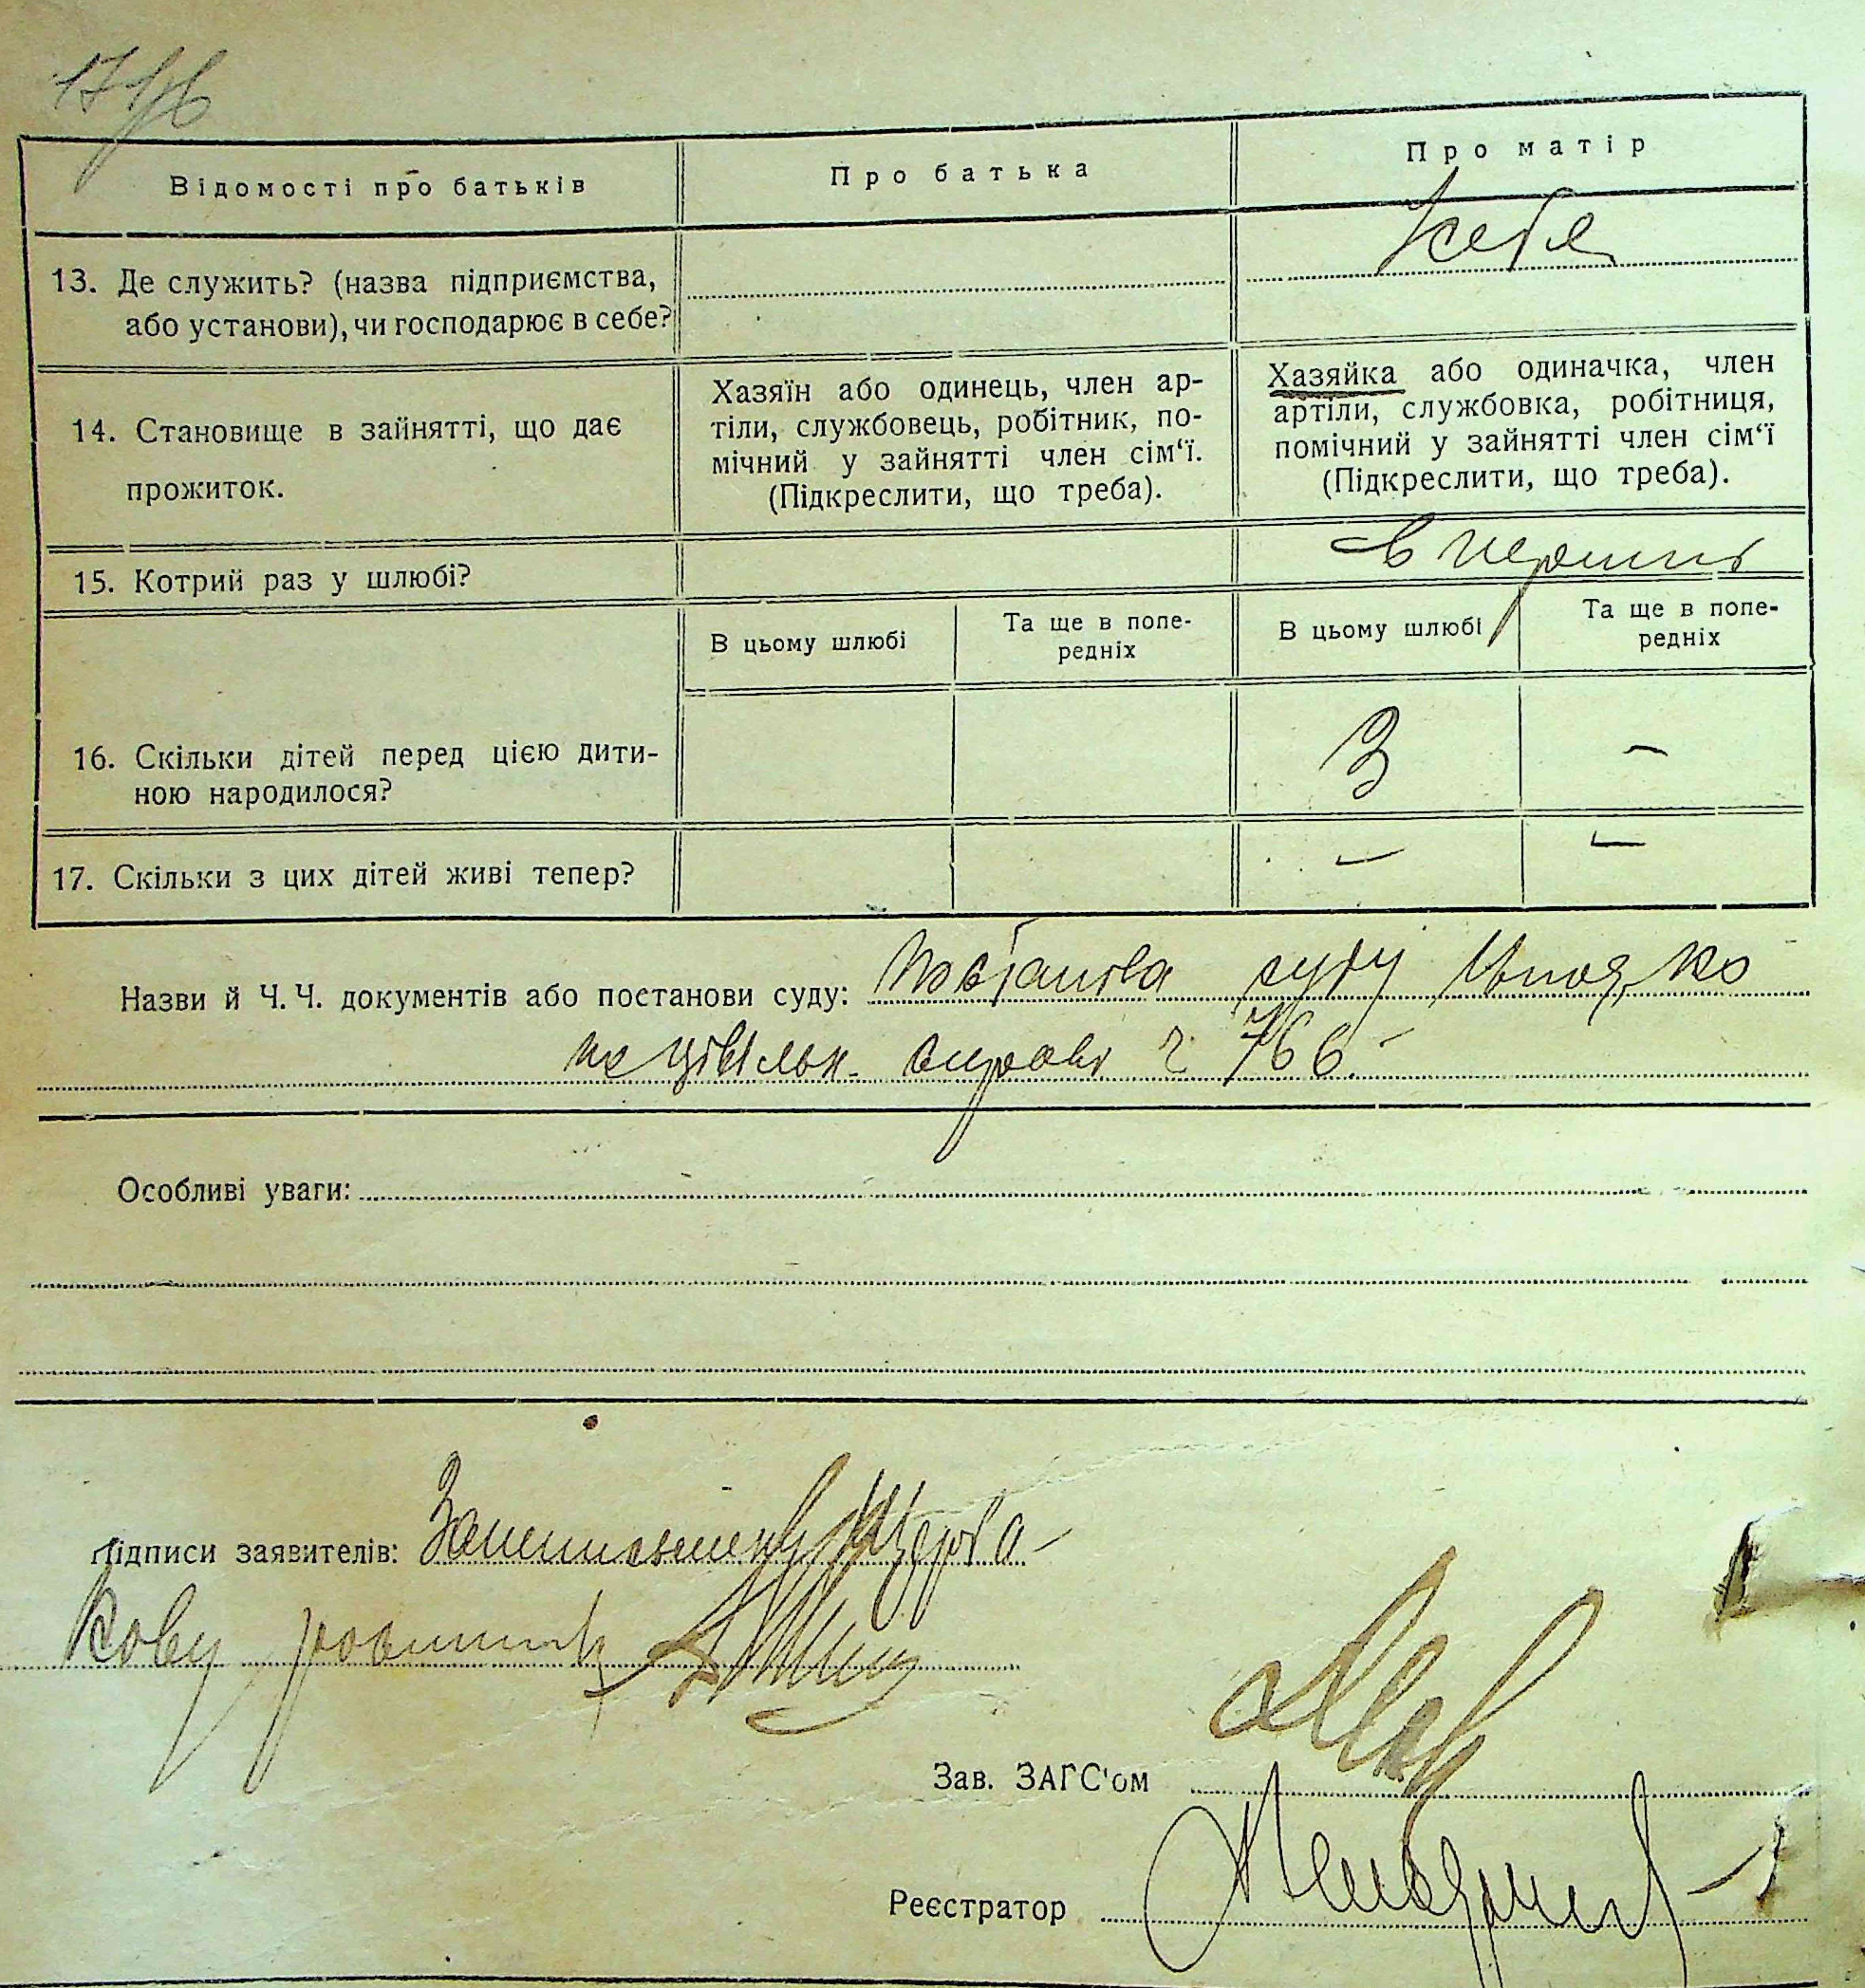 Відомості про батьків
Про батька
Про матір
13. Де служить? (назва підприємства,
або установи), чи господарює в себе?
14. Становище в зайнятті, що дає
прожиток.
Хазяїн або одинець, член ар-
тіли, службовець, робітник, по-
мічний у зайнятті член сім‘ї.
(Підкреслити, що треба).
Хазяйка або одиначка, член
артіли, службовка, робітниця,
помічний у зайнятті член сім‘ї
(Підкреслити, що треба).
15. Котрий раз у шлюбі?
в перший
В цьому шлюбі
Та ще в попе-
редніх
В цьому шлюбі
Та ще в попе-
редніх
16. Скільки дітей перед цією дити-
ною народилося?
3
–
17. Скільки з цих дітей живі тепер?
–
–
Назви й Ч. Ч. документів або постанови суду: Постанова суду
по цівільн. справі ч. 766.
Особливі уваги:
Підписи заявителів:
Зав. ЗАГС'ом
Реєстратор